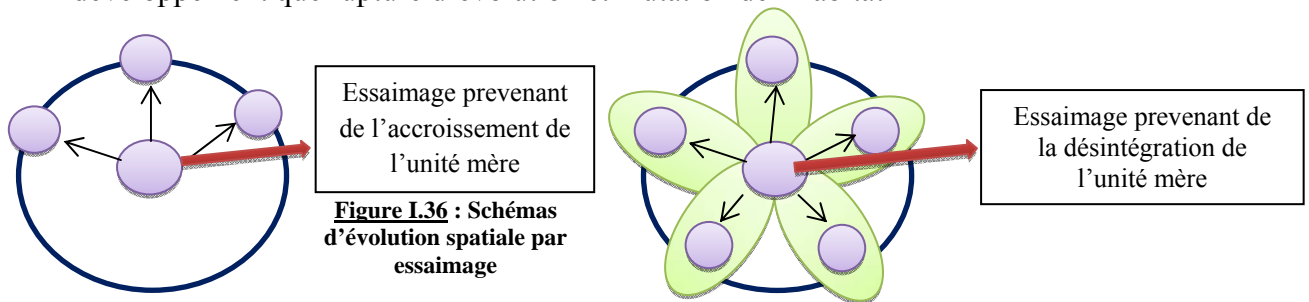 Essaimage prevenant
de l'accroissement de
l'unité mère
Figure I.36 : Schémas
d'évolution spatiale par
essaimage
Essaimage prevenant de
la désintégration de
l'unité mère